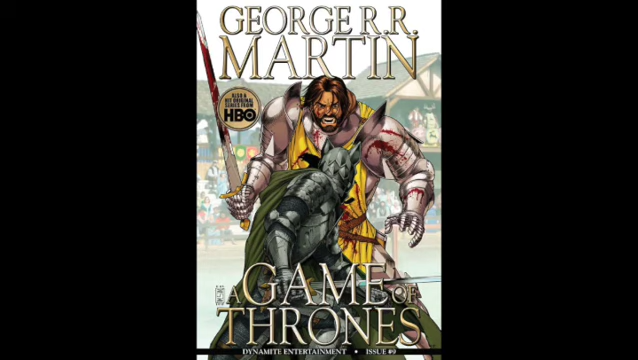 GEORGE R.R.
MARTIN
ALSO A
HIT ORIGINAL
SERIES FROM
HBO
A GAME OF
THRONES
DYNAMITE ENTERTAINMENT • ISSUE #9